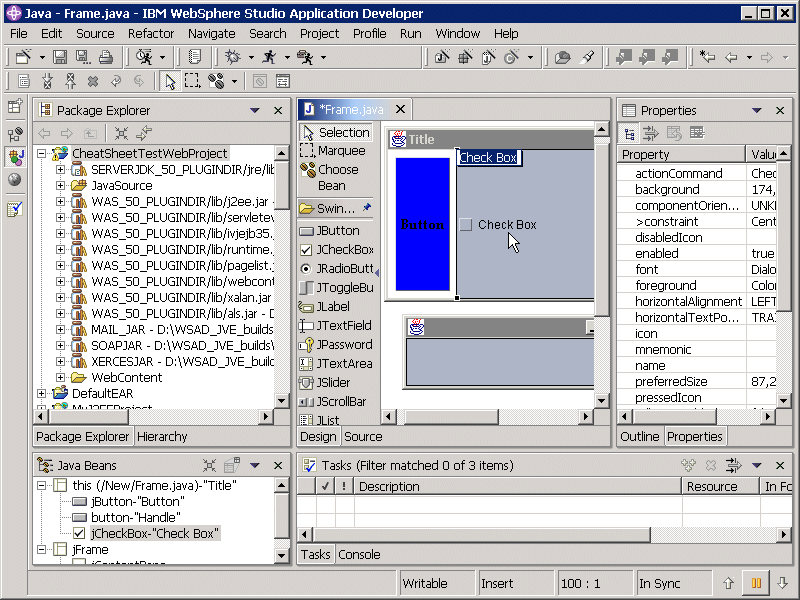 Java - Frame.java - IBM WebSphere Studio Application Developer
File Edit Source Refactor Navigate Search Project Profile Run Window Help
Package Explorer
CheatSheetTestWebProject
SERVERJDK_50_PLUGINDIR/jre/lib
JavaSource
WAS_50_PLUGINDIR/lib/j2ee.jar -
WAS_50_PLUGINDIR/lib/servletev
WAS_50_PLUGINDIR/lib/ivjejb35.
WAS_50_PLUGINDIR/lib/runtime.
WAS_50_PLUGINDIR/lib/pagelist.j
WAS_50_PLUGINDIR/lib/webcont
WAS_50_PLUGINDIR/lib/xalan.jar
WAS_50_PLUGINDIR/lib/als.jar -
MAIL_JAR - D:\WSAD_JVE_builds
SOAPJAR - D:\WSAD_JVE_builds\
XERCESJAR - D:\WSAD_JVE_build
WebContent
DefaultEAR
MyJ2EEProject
Package Explorer Hierarchy
*Frame.java
Selection
Marquee
Choose
Bean
Swin...
JButton
JCheckBox
JRadioButt
JToggleBu
JLabel
JTextField
JPassword
JTextArea
JSlider
JScrollBar
JList
Title
Check Box
Button
Check Box
Design Source
Properties
Property Valu
actionCommand Chec
background 174,
componentOrien... UNK
>constraint Cent
disabledIcon
enabled true
font Dialo
foreground Color
horizontalAlignment LEFT
horizontalTextPo... TRA
icon
mnemonic
name
preferredSize 87,2
pressedIcon
Outline Properties
Java Beans
this (/New/Frame.java)-"Title"
jButton-"Button"
button-"Handle"
jCheckBox-"Check Box"
jFrame
jContentPane
Tasks (Filter matched 0 of 3 items)
! Description Resource In Fo
Tasks Console
Writable Insert 100 : 1 In Sync